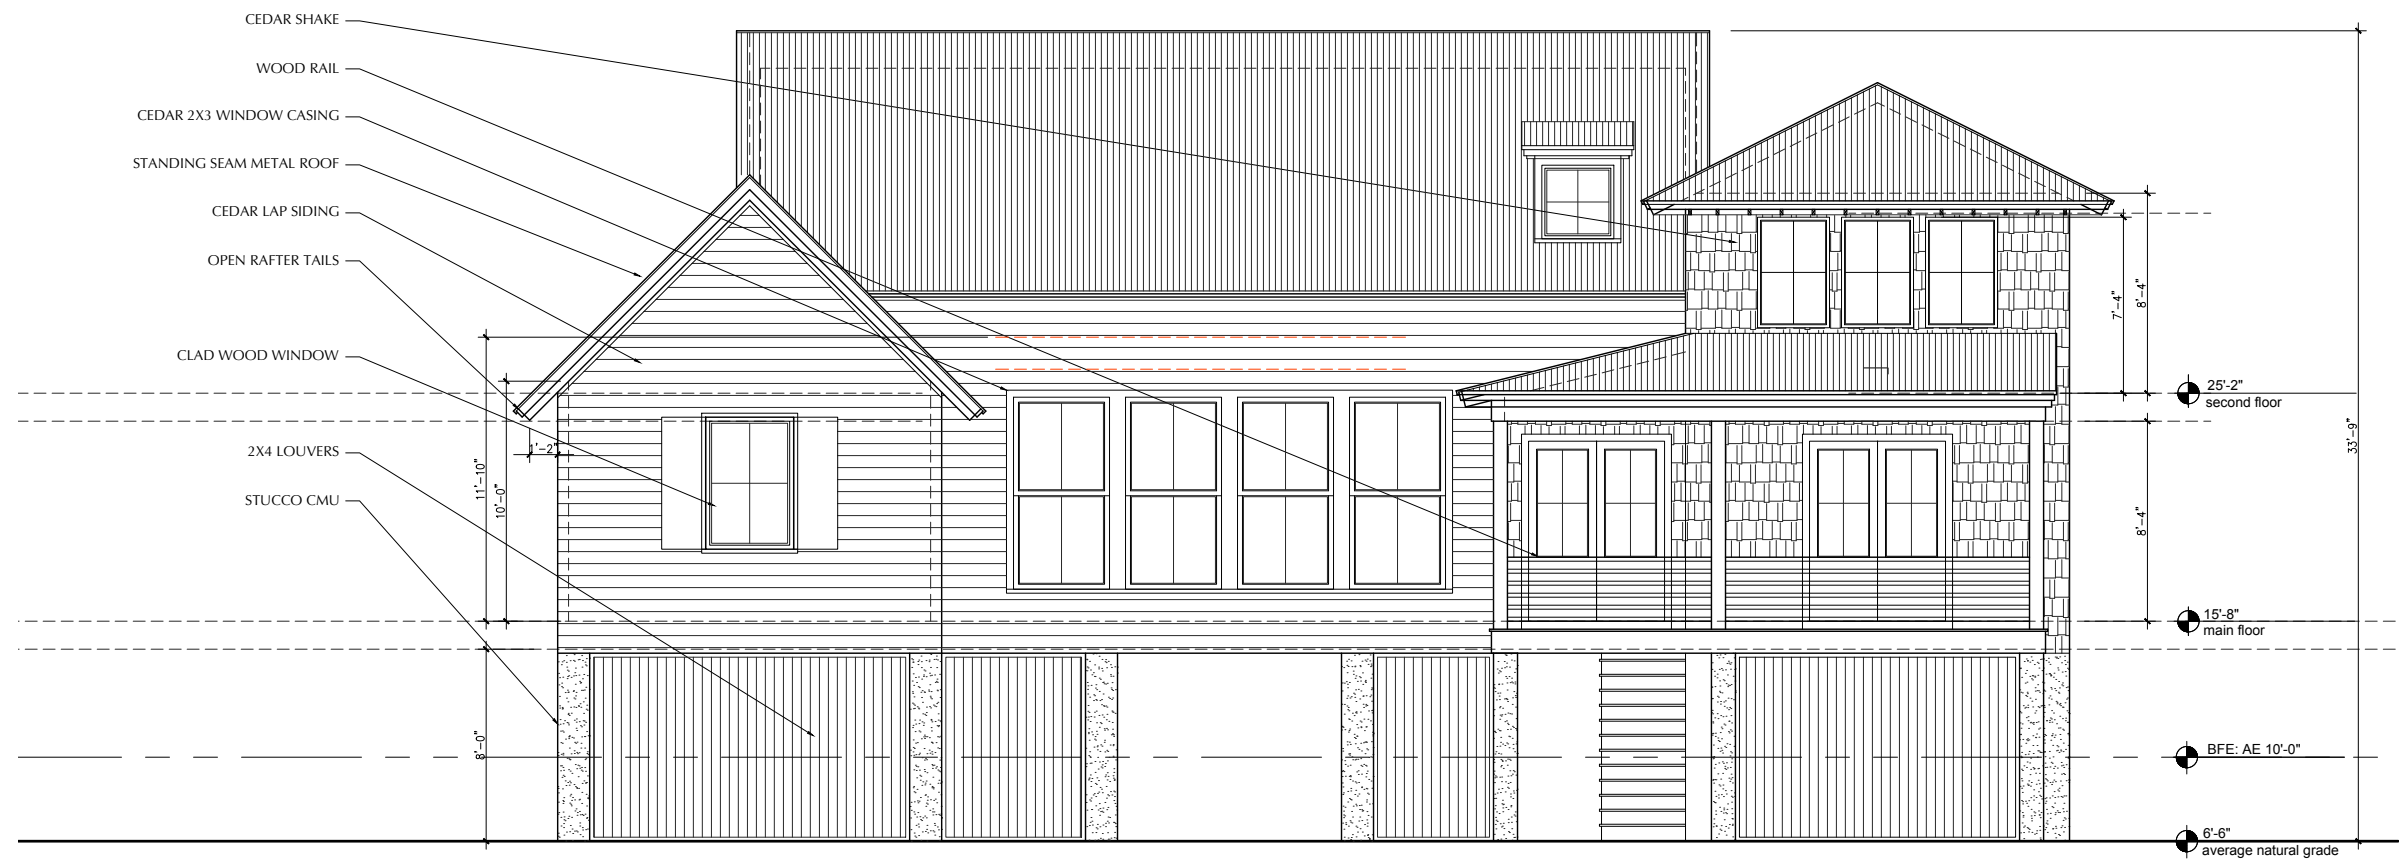 CEDAR SHAKE
WOOD RAIL
CEDAR 2X3 WINDOW CASING
STANDING SEAM METAL ROOF
CEDAR LAP SIDING
OPEN RAFTER TAILS
CLAD WOOD WINDOW
2X4 LOUVERS
STUCCO CMU
1'-2"
11'-10"
10'-0"
8'-0"
7'-4"
8'-4"
8'-4"
33'-9"
25'-2"
second floor
15'-8"
main floor
BFE: AE 10'-0"
6'-6"
average natural grade